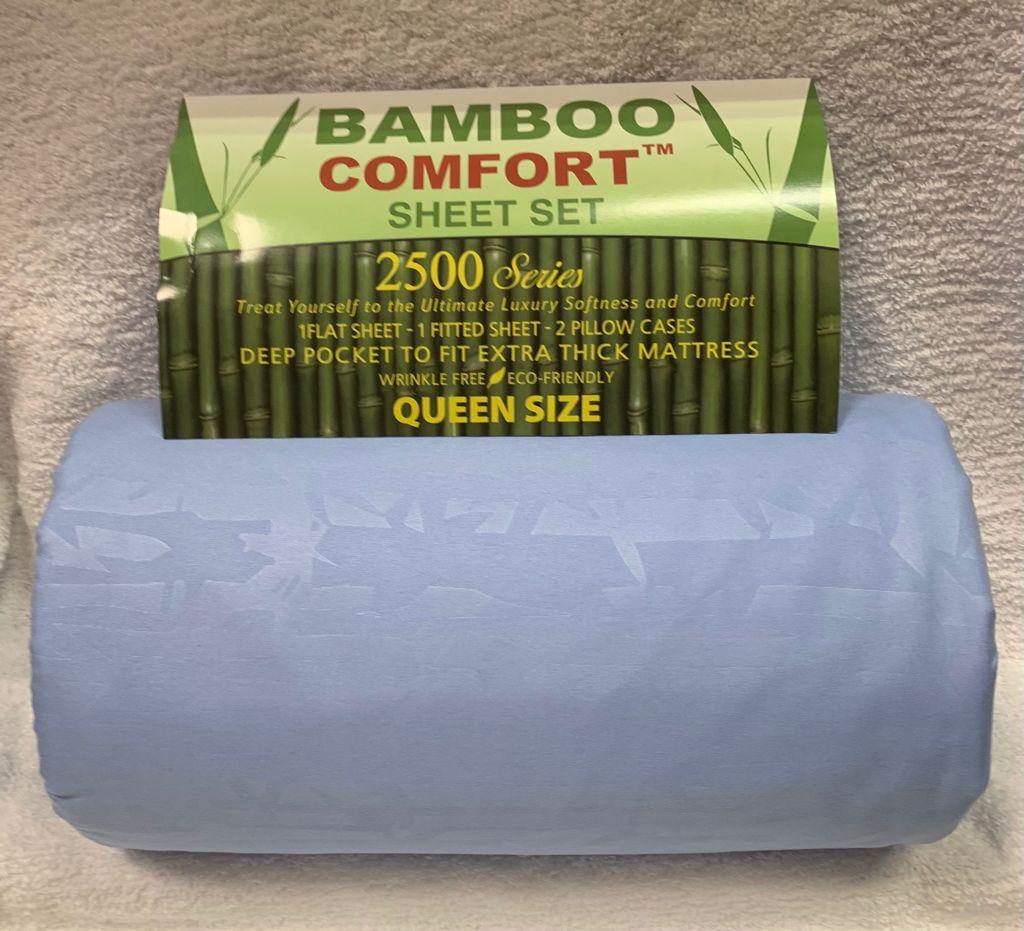 BAMBOO
COMFORT™
SHEET SET
2500 Series
Treat Yourself to the Ultimate Luxury Softness and Comfort
1FLAT SHEET - 1 FITTED SHEET - 2 PILLOW CASES
DEEP POCKET TO FIT EXTRA THICK MATTRESS
WRINKLE FREE ECO-FRIENDLY
QUEEN SIZE